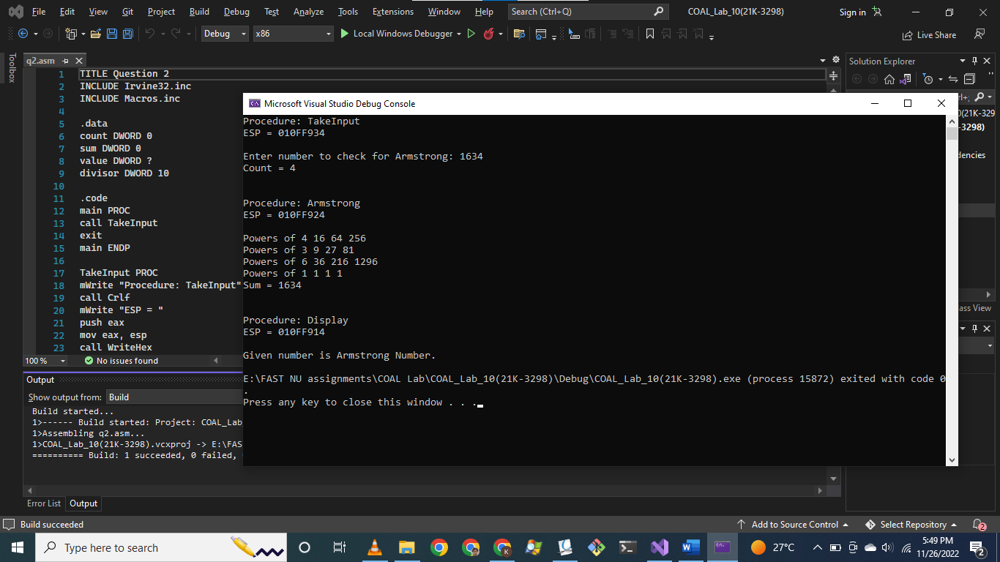 File Edit View Git Project Build Debug Test Analyze Tools Extensions Window Help Search (Ctrl+Q) COAL_Lab_10(21K-3298) Sign in
Debug x86 Local Windows Debugger Live Share
Toolbox
q2.asm
1 TITLE Question 2
2 INCLUDE Irvine32.inc
3 INCLUDE Macros.inc
4
5 .data
6 count DWORD 0
7 sum DWORD 0
8 value DWORD ?
9 divisor DWORD 10
10
11 .code
12 main PROC
13 call TakeInput
14 exit
15 main ENDP
16
17 TakeInput PROC
18 mWrite "Procedure: TakeInput"
19 call Crlf
20 mWrite "ESP = "
21 push eax
22 mov eax, esp
23 call WriteHex
100 % No issues found
Output
Show output from: Build
Build started...
1>------ Build started: Project: COAL_Lab
1>Assembling q2.asm...
1>COAL_Lab_10(21K-3298).vcxproj -> E:\FAS
========== Build: 1 succeeded, 0 failed,
Error List Output
Microsoft Visual Studio Debug Console
Procedure: TakeInput
ESP = 010FF934
Enter number to check for Armstrong: 1634
Count = 4
Procedure: Armstrong
ESP = 010FF924
Powers of 4 16 64 256
Powers of 3 9 27 81
Powers of 6 36 216 1296
Powers of 1 1 1 1
Sum = 1634
Procedure: Display
ESP = 010FF914
Given number is Armstrong Number.
E:\FAST NU assignments\COAL Lab\COAL_Lab_10(21K-3298)\Debug\COAL_Lab_10(21K-3298).exe (process 15872) exited with code 0
.
Press any key to close this window . . .
Solution Explorer
rl+;
0(21K-329
-3298)
dencies
ass View
Build succeeded Add to Source Control Select Repository 2
Type here to search 27°C 5:49 PM
11/26/2022 2